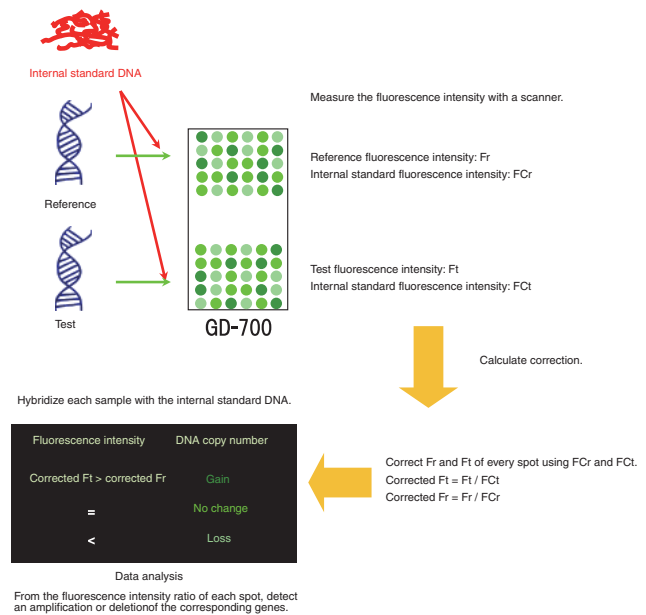 Internal standard DNA
Measure the fluorescence intensity with a scanner.
Reference fluorescence intensity: Fr
Internal standard fluorescence intensity: FCr
Reference
Test fluorescence intensity: Ft
Internal standard fluorescence intensity: FCt
Test
GD-700
Calculate correction.
Hybridize each sample with the internal standard DNA.
Fluorescence intensity DNA copy number
Corrected Ft > corrected Fr Gain
= No change
< Loss
Correct Fr and Ft of every spot using FCr and FCt.
Corrected Ft = Ft / FCt
Corrected Fr = Fr / FCr
Data analysis
From the fluorescence intensity ratio of each spot, detect
an amplification or deletionof the corresponding genes.